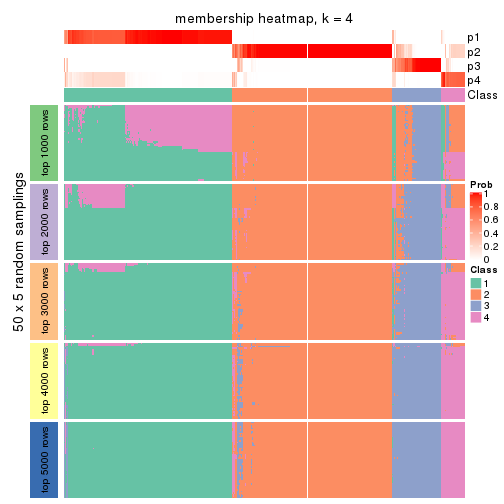 membership heatmap, k = 4
p1
p2
p3
p4
Class
50 x 5 random samplings
top 1000 rows
top 2000 rows
top 3000 rows
top 4000 rows
top 5000 rows
Prob
1
0.8
0.6
0.4
0.2
0
Class
1
2
3
4